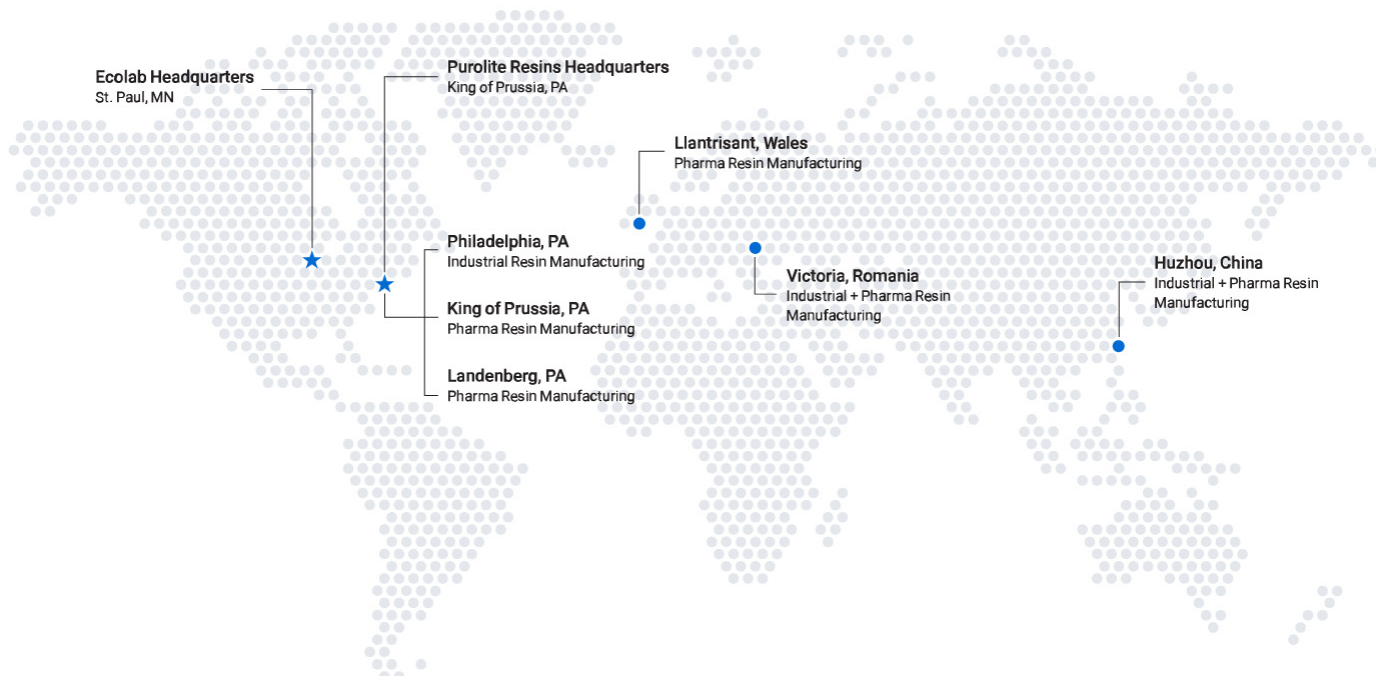 Ecolab Headquarters
St. Paul, MN
Purolite Resins Headquarters
King of Prussia, PA
Llantrisant, Wales
Pharma Resin Manufacturing
Philadelphia, PA
Industrial Resin Manufacturing
King of Prussia, PA
Pharma Resin Manufacturing
Landenberg, PA
Pharma Resin Manufacturing
Victoria, Romania
Industrial + Pharma Resin
Manufacturing
Huzhou, China
Industrial + Pharma Resin
Manufacturing